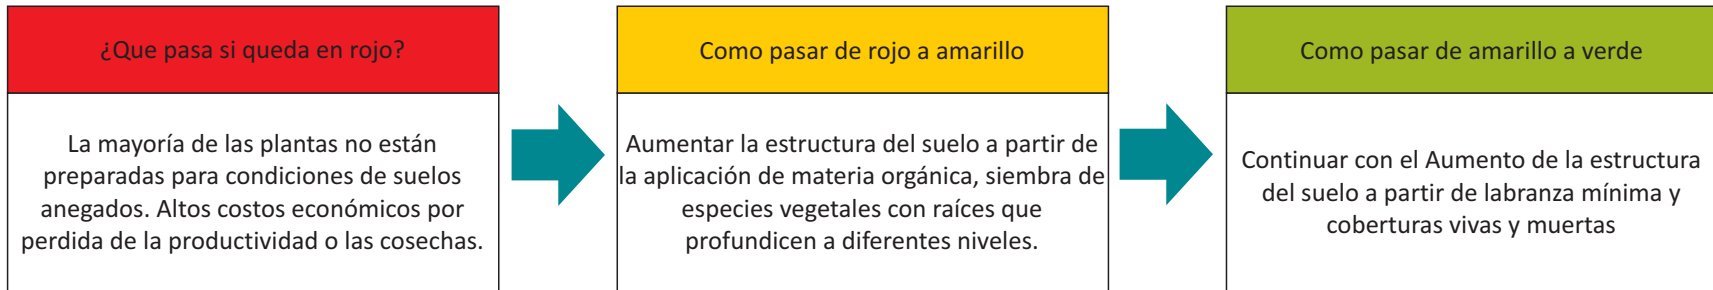 ¿Que pasa si queda en rojo?
La mayoría de las plantas no están
preparadas para condiciones de suelos
anegados. Altos costos económicos por
perdida de la productividad o las cosechas.
Como pasar de rojo a amarillo
Aumentar la estructura del suelo a partir de
la aplicación de materia orgánica, siembra de
especies vegetales con raíces que
profundicen a diferentes niveles.
Como pasar de amarillo a verde
Continuar con el Aumento de la estructura
del suelo a partir de labranza mínima y
coberturas vivas y muertas